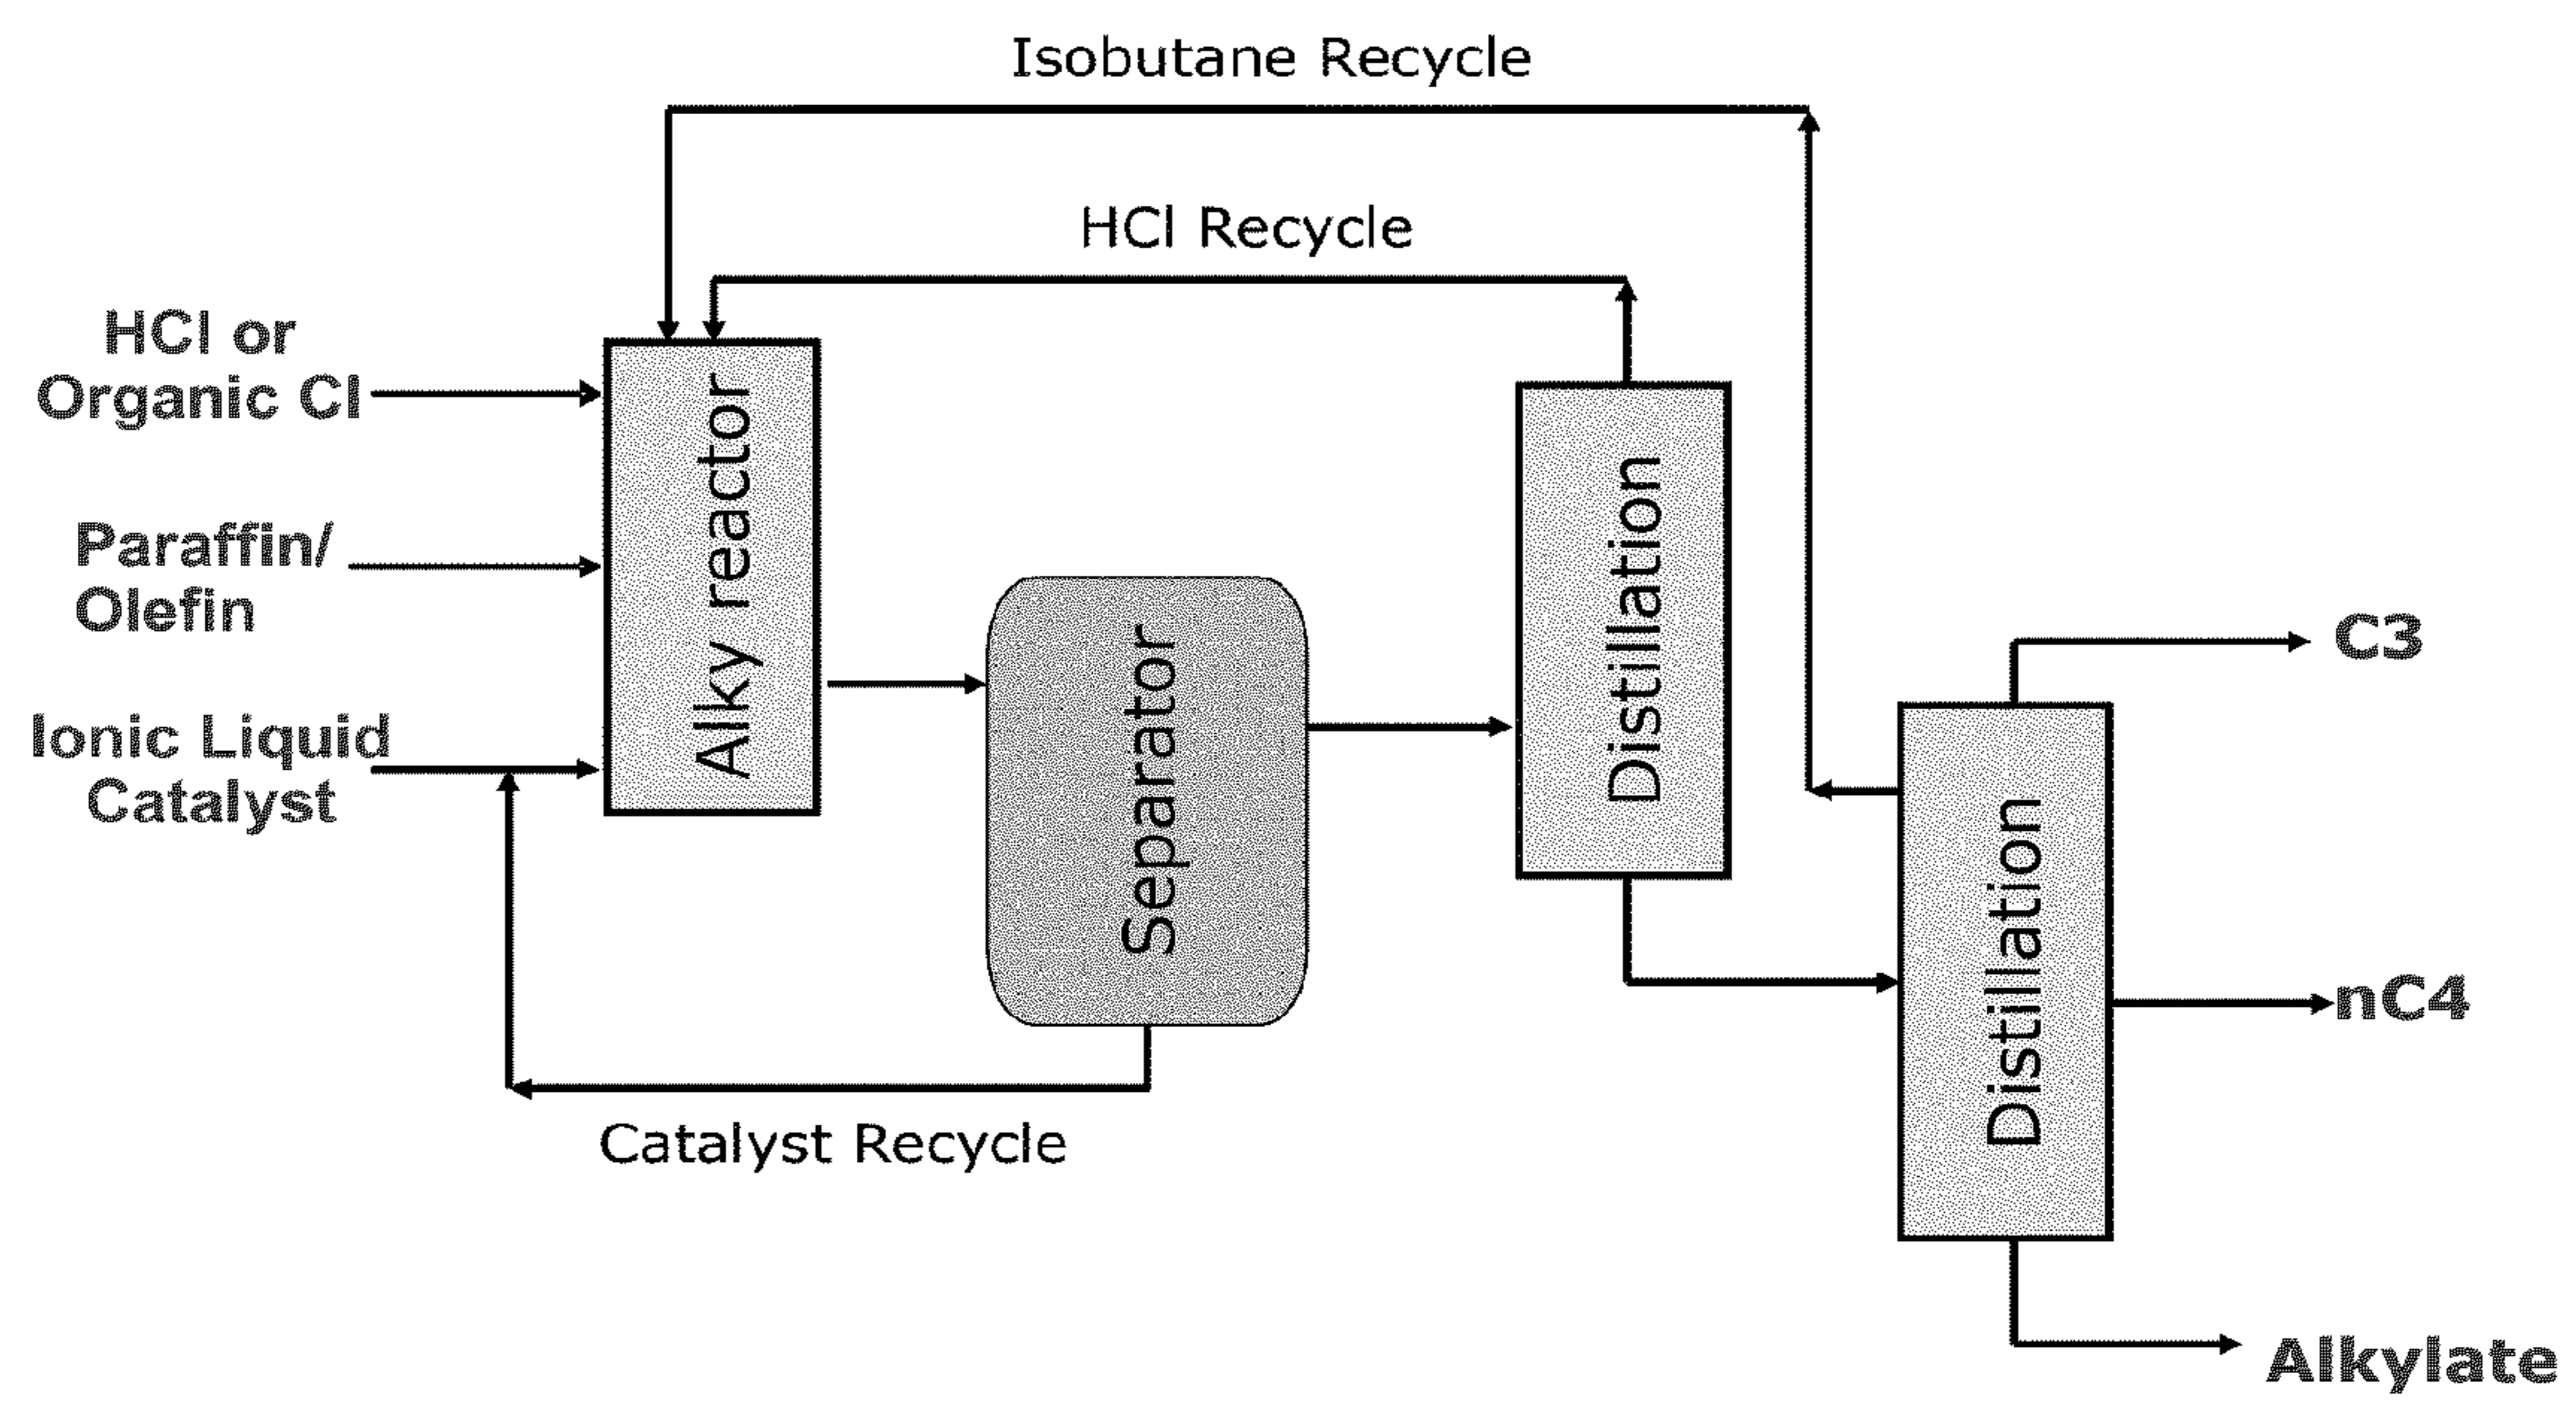 Isobutane Recycle
HCl Recycle
HCl or
Organic Cl
Paraffin/
Olefin
Ionic Liquid
Catalyst
Alky reactor
Separator
Distillation
Distillation
Catalyst Recycle
C3
nC4
Alkylate